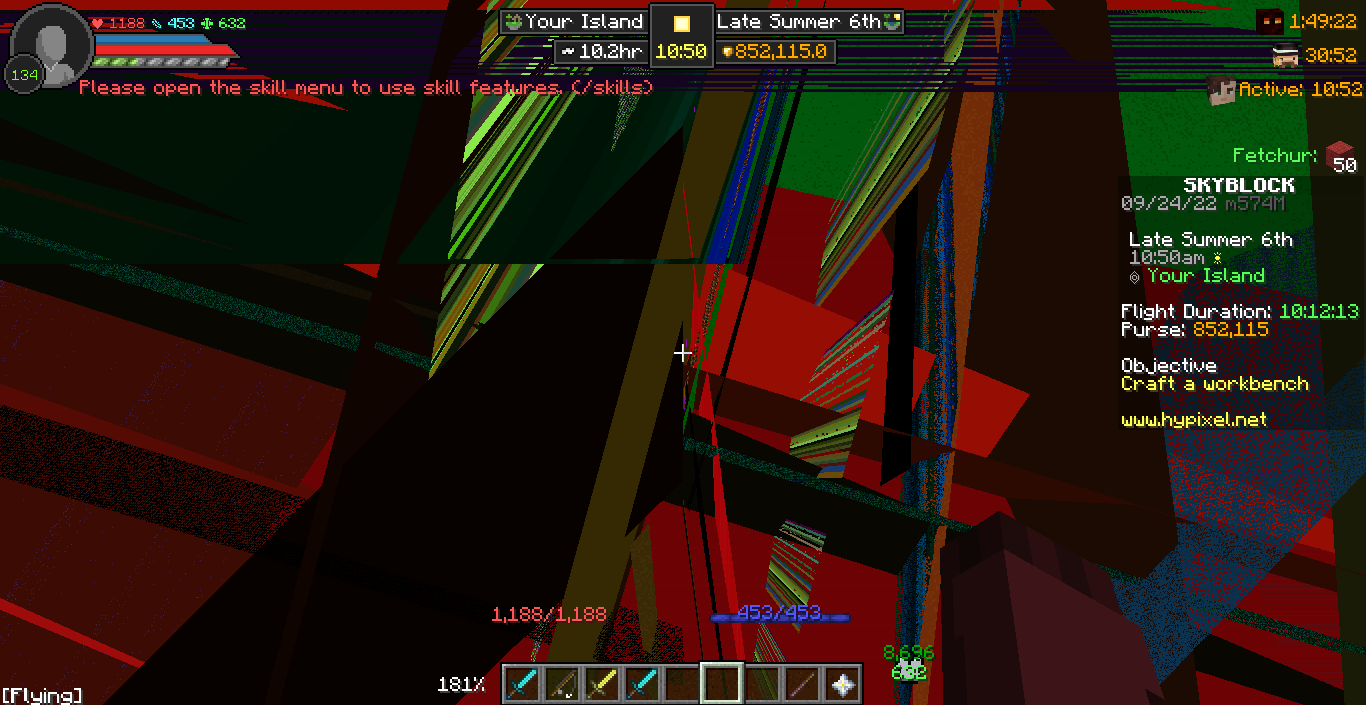 1188 453 632
134
Your Island
Late Summer 6th
10.2hr
10:50
852,115.0
1:49:22
30:52
Active: 10:52
Please open the skill menu to use skill features. (/skills)
Fetchur:
50
SKYBLOCK
09/24/22 m574M
Late Summer 6th
10:50am
Your Island
Flight Duration: 10:12:13
Purse: 852,115
Objective
Craft a workbench
www.hypixel.net
1,188/1,188
453/453
8,696
181%
[Flying]